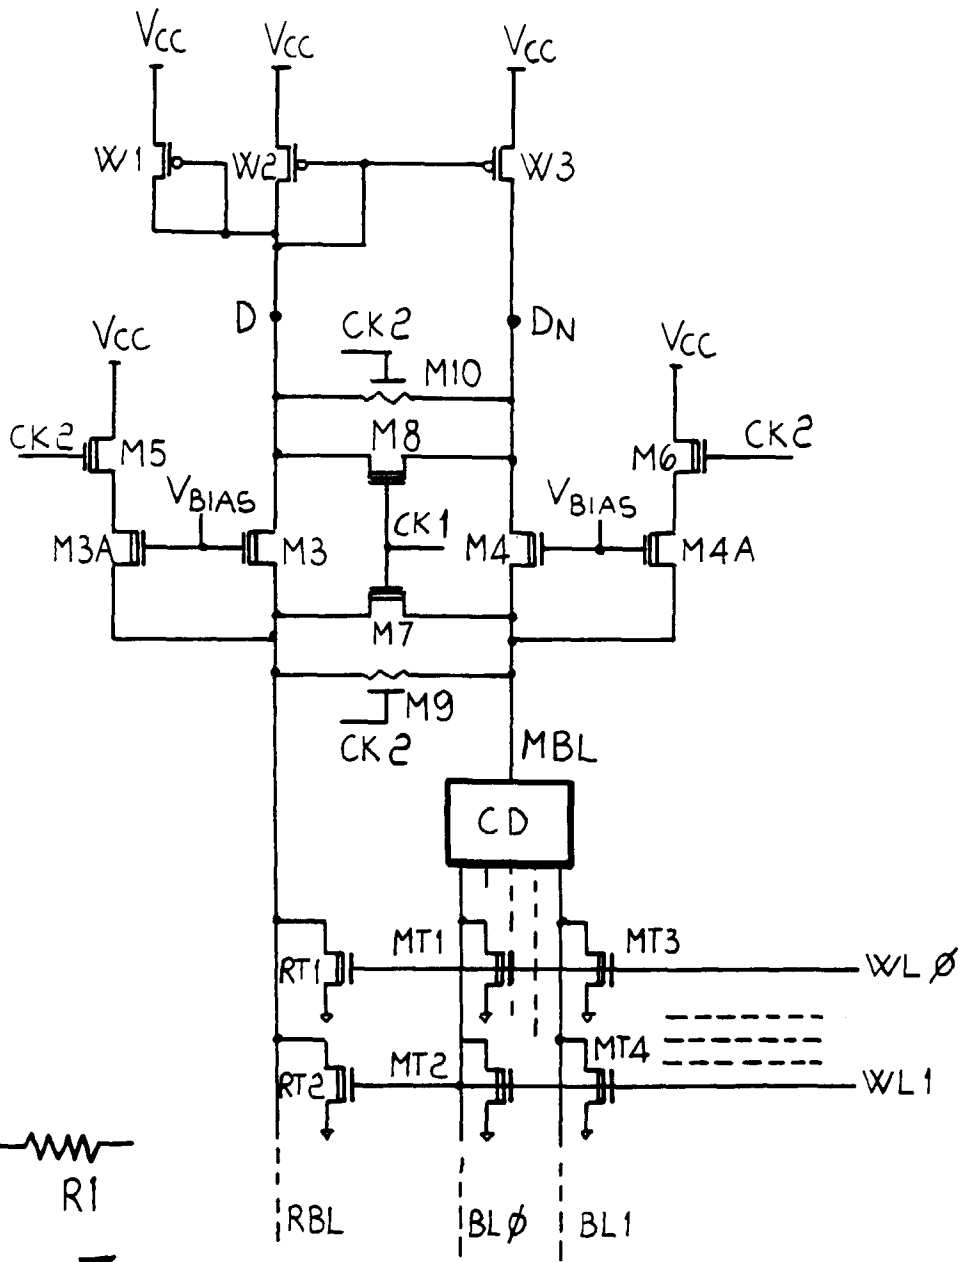 VCC VCC VCC
W1 W2 W3
D DN
CK2
M10
VCC VCC
M8
CK2 M5 M6 CK2
VBIAS VBIAS
CK1
M3A M3 M4 M4A
M7
M9
CK2
MBL
CD
MT1 MT3
RT1 WLØ
MT4
RT2 MT2 WL1
R1
RBL BLØ BL1